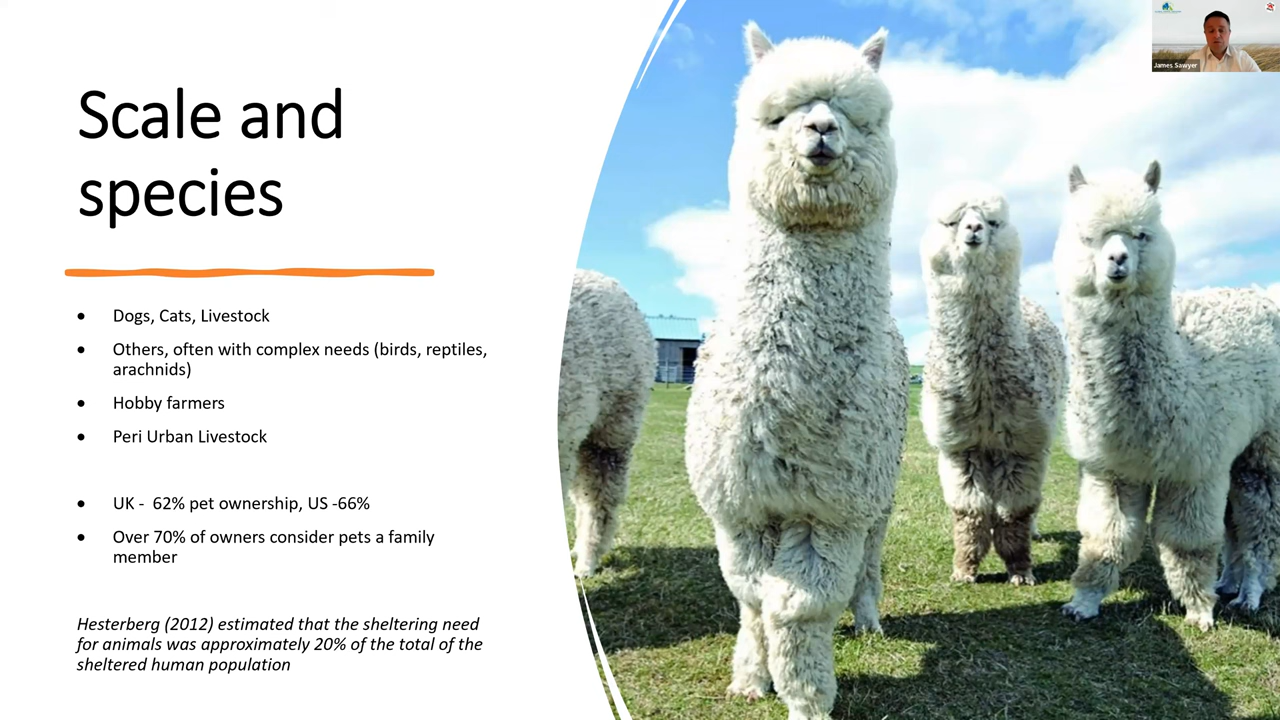 Scale and
species
• Dogs, Cats, Livestock
• Others, often with complex needs (birds, reptiles,
arachnids)
• Hobby farmers
• Peri Urban Livestock
• UK -  62% pet ownership, US -66%
• Over 70% of owners consider pets a family
member
Hesterberg (2012) estimated that the sheltering need
for animals was approximately 20% of the total of the
sheltered human population
James Sawyer